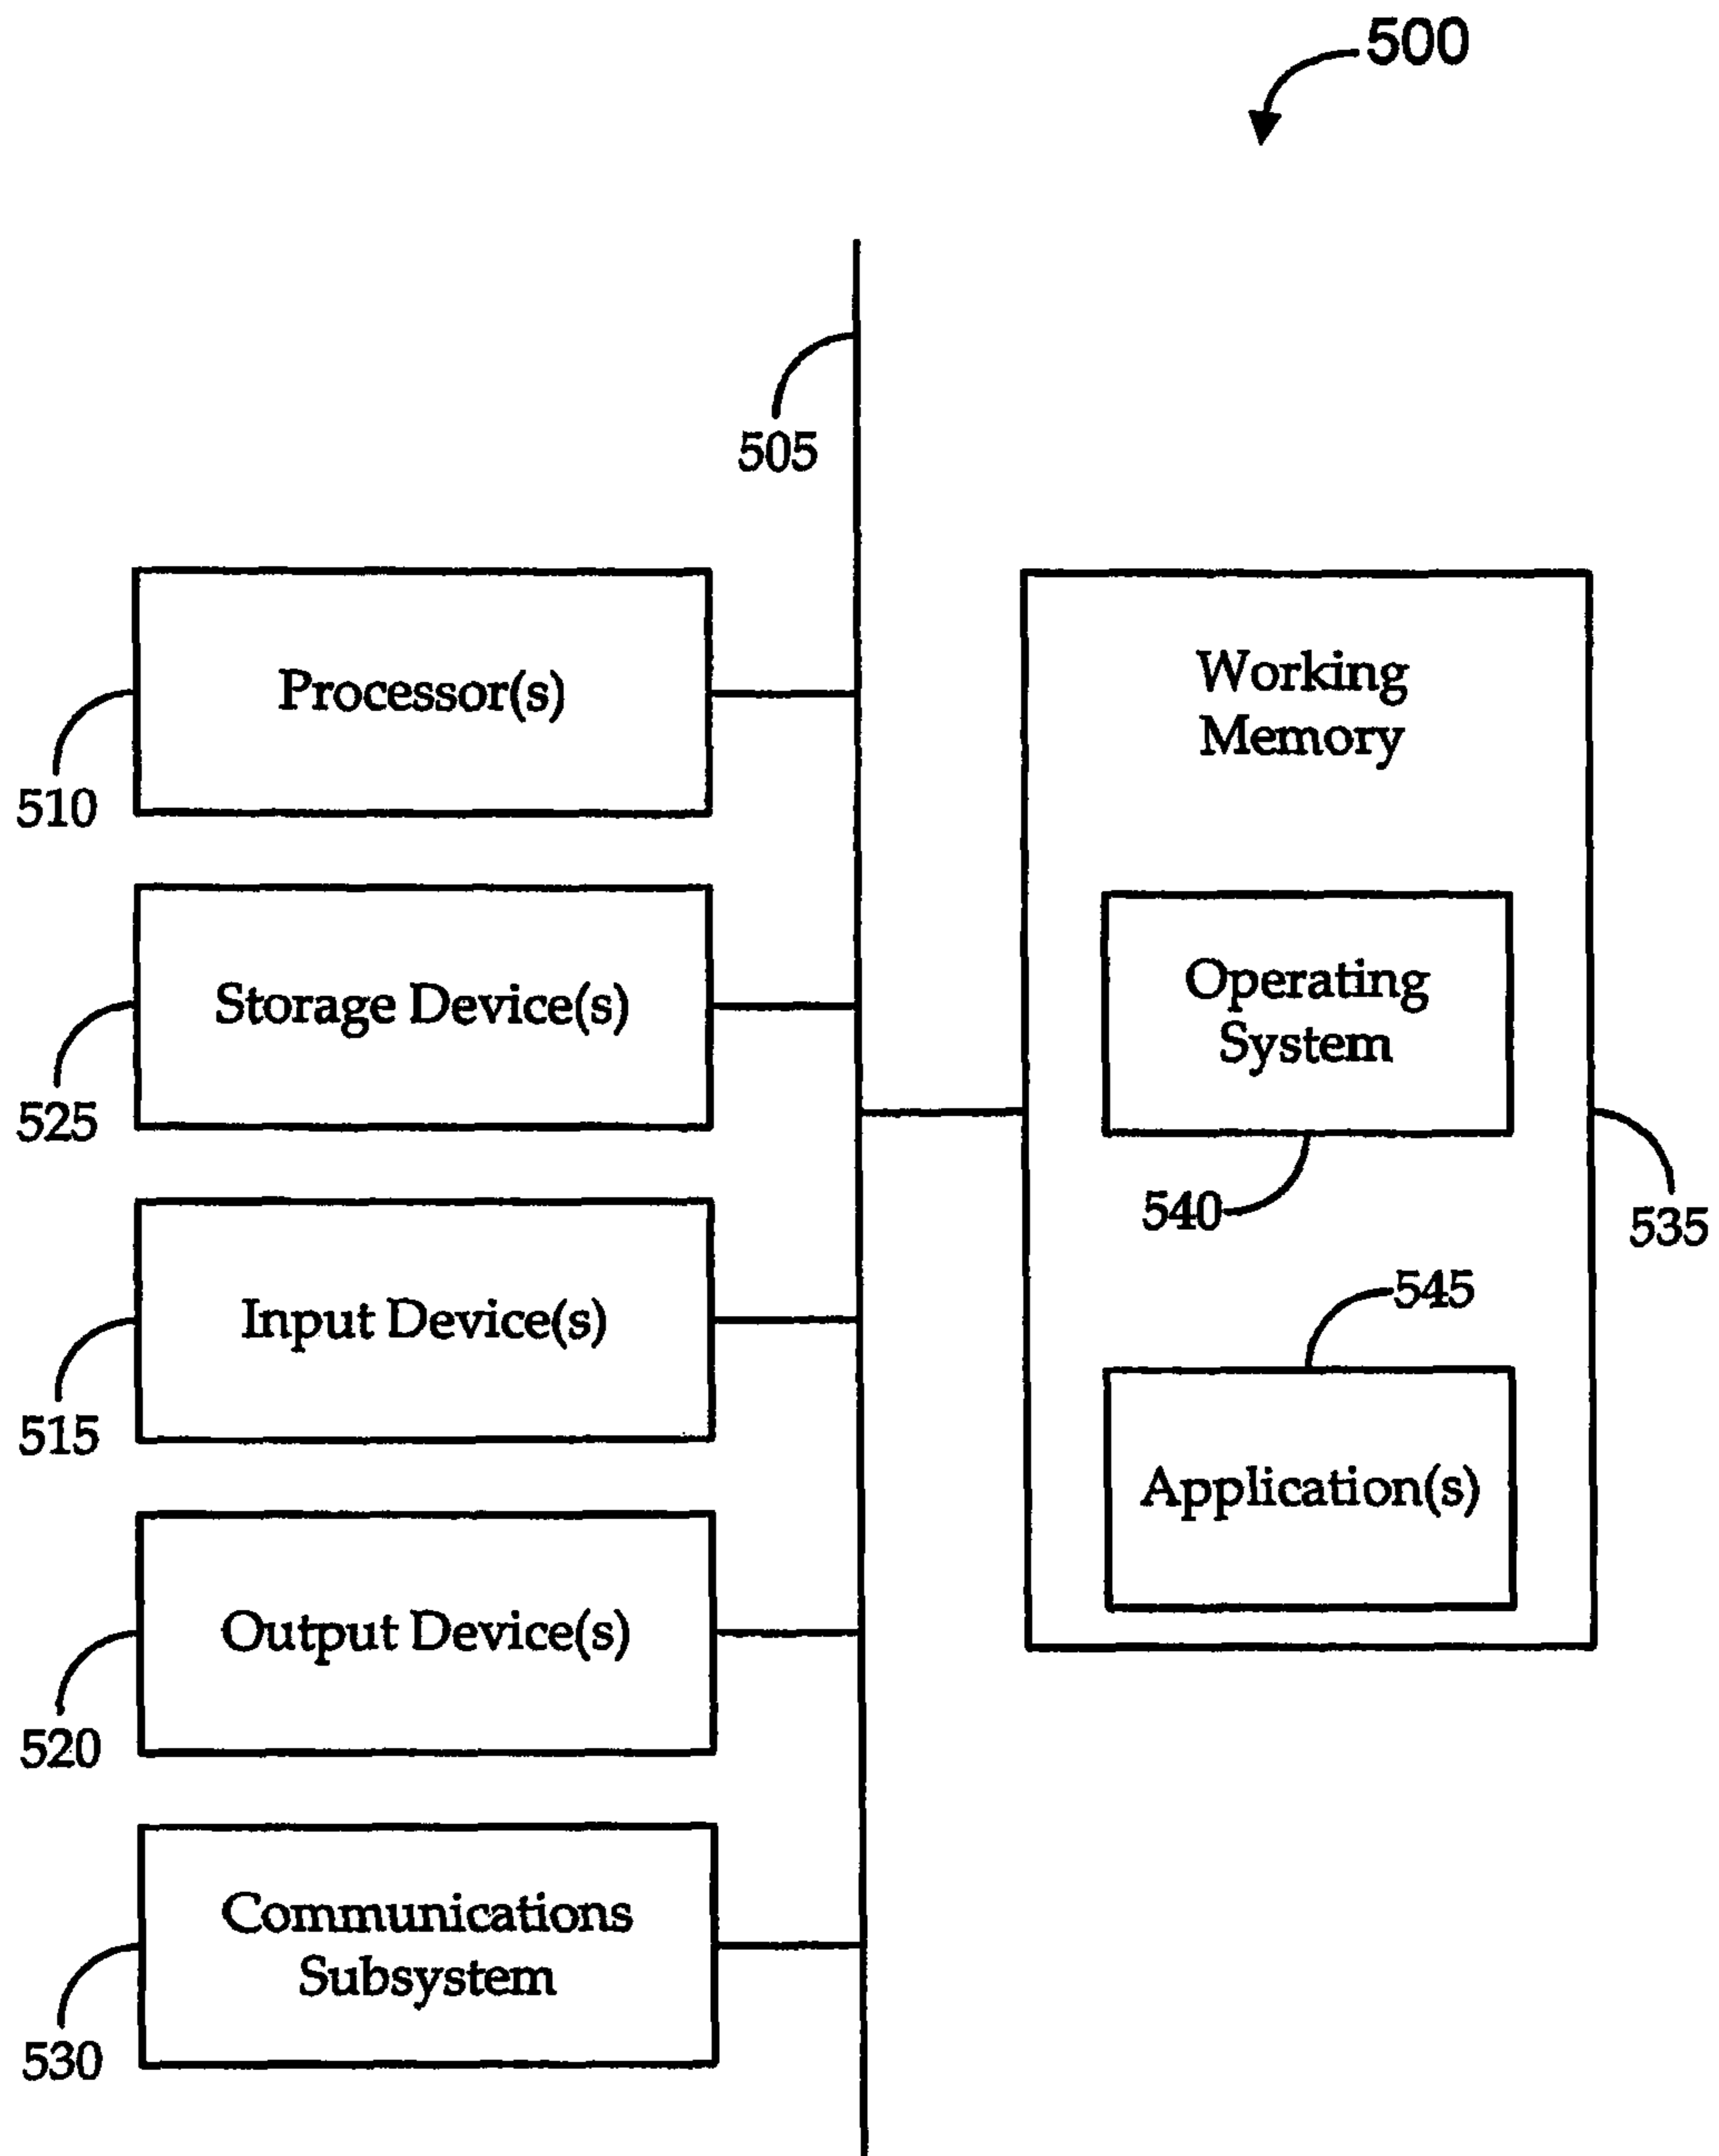 500
505
Processor(s)
510
Storage Device(s)
525
Input Device(s)
515
Output Device(s)
520
Communications
Subsystem
530
Working
Memory
Operating
System
540
535
545
Application(s)